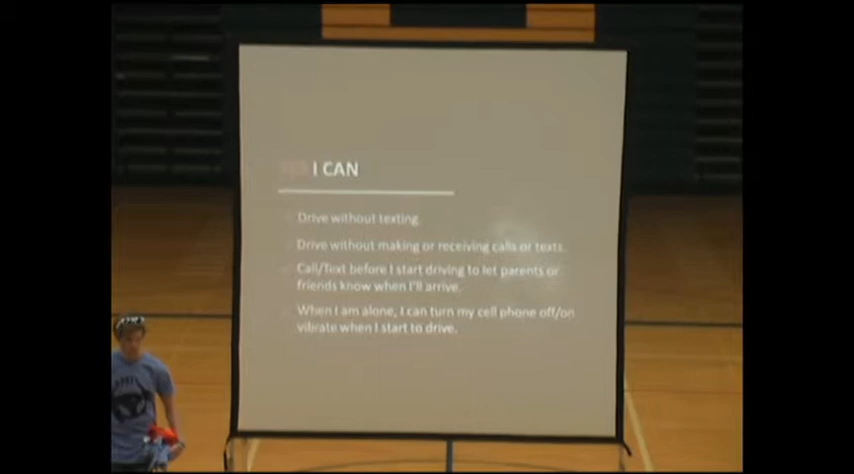 YES I CAN
Drive without texting
Drive without making or receiving calls or texts.
Call/Text before I start driving to let parents or
friends know when I'll arrive.
When I am alone, I can turn my cell phone off/on
vibrate when I start to drive.